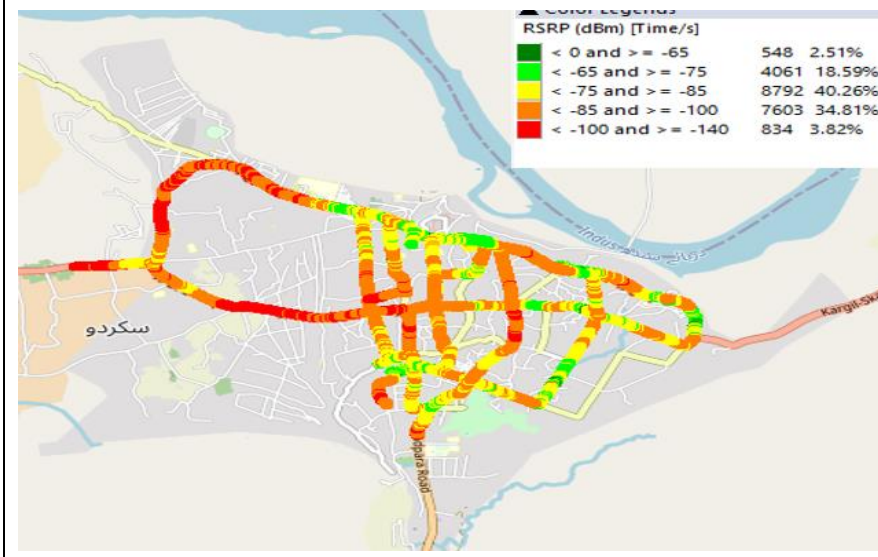 Color Legends
RSRP (dBm) [Time/s]
< 0 and >= -65 548 2.51%
< -65 and >= -75 4061 18.59%
< -75 and >= -85 8792 40.26%
< -85 and >= -100 7603 34.81%
< -100 and >= -140 834 3.82%
Indus
سکردو
Kargil-Sk
dpara Road